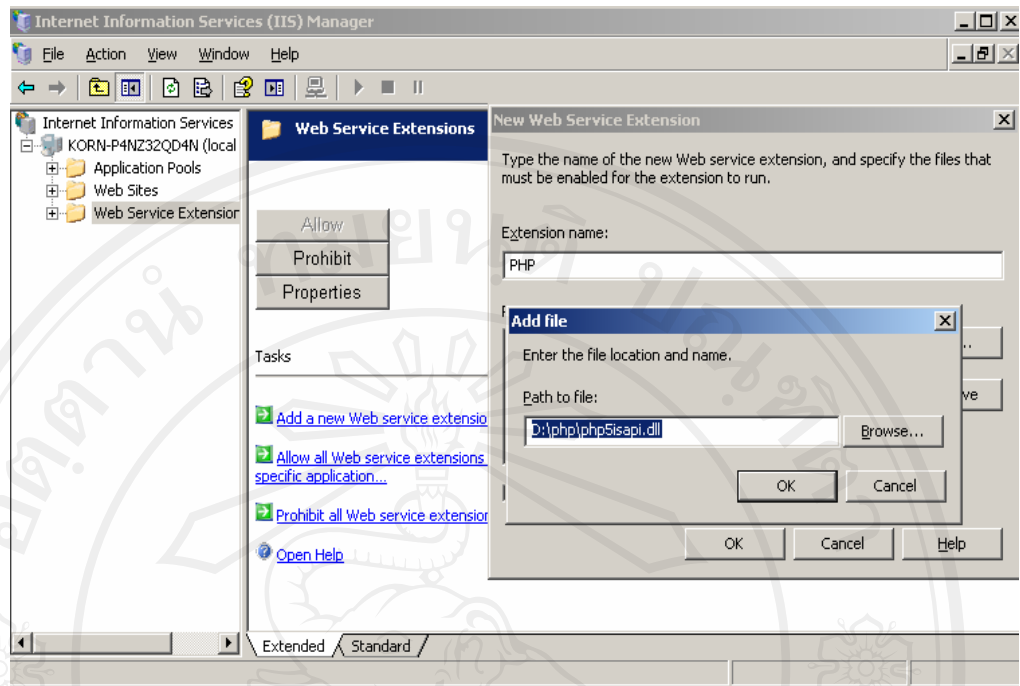 Internet Information Services (IIS) Manager
File Action View Window Help
Internet Information Services
KORN-P4NZ32QD4N (local
Application Pools
Web Sites
Web Service Extension
Web Service Extensions
Allow
Prohibit
Properties
Tasks
Add a new Web service extensio
Allow all Web service extensions
specific application...
Prohibit all Web service extension
Open Help
Extended Standard
New Web Service Extension
Type the name of the new Web service extension, and specify the files that
must be enabled for the extension to run.
Extension name:
PHP
Add file
Enter the file location and name.
Path to file:
D:\php\php5isapi.dll
Browse...
OK Cancel
OK Cancel Help